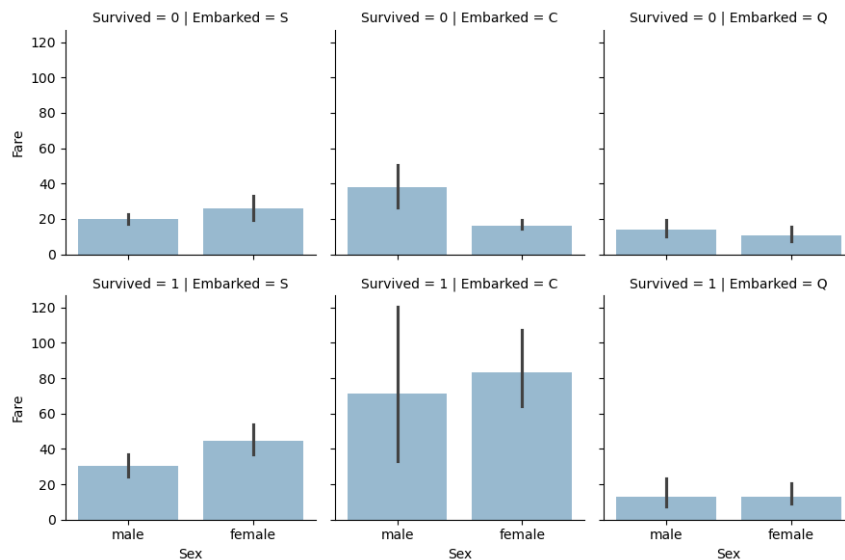 Survived = 0 | Embarked = S
Survived = 0 | Embarked = C
Survived = 0 | Embarked = Q
120
100
80
60
40
20
0
Fare
Survived = 1 | Embarked = S
Survived = 1 | Embarked = C
Survived = 1 | Embarked = Q
120
100
80
60
40
20
0
Fare
male female
male female
male female
Sex
Sex
Sex